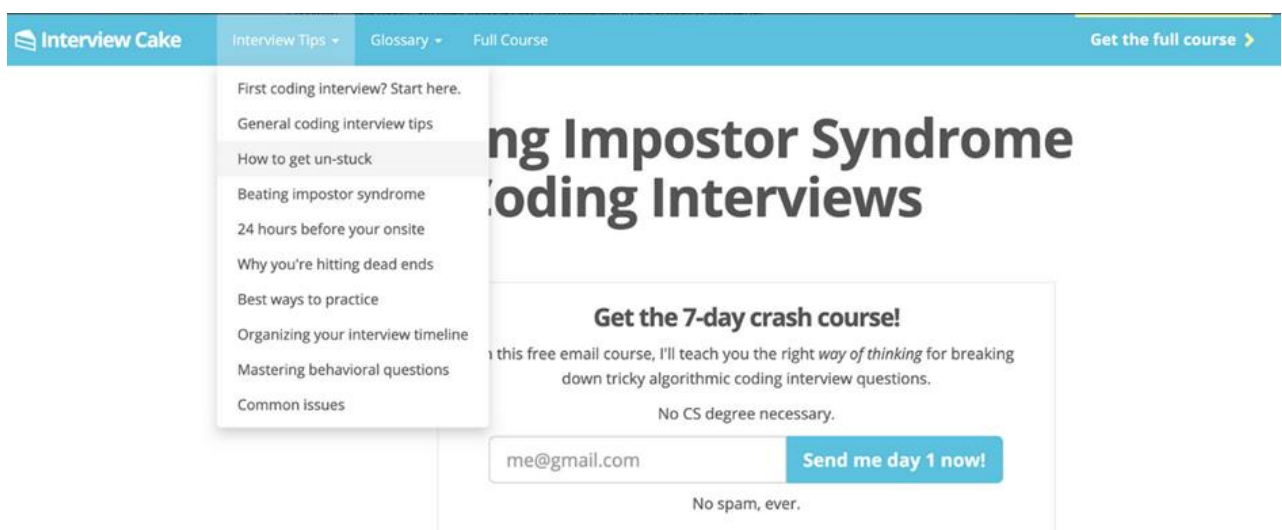 Interview Cake
Interview Tips
Glossary
Full Course
Get the full course
First coding interview? Start here.
General coding interview tips
How to get un-stuck
Beating impostor syndrome
24 hours before your onsite
Why you're hitting dead ends
Best ways to practice
Organizing your interview timeline
Mastering behavioral questions
Common issues
ng Impostor Syndrome
oding Interviews
Get the 7-day crash course!
this free email course, I'll teach you the right way of thinking for breaking
down tricky algorithmic coding interview questions.
No CS degree necessary.
me@gmail.com
Send me day 1 now!
No spam, ever.